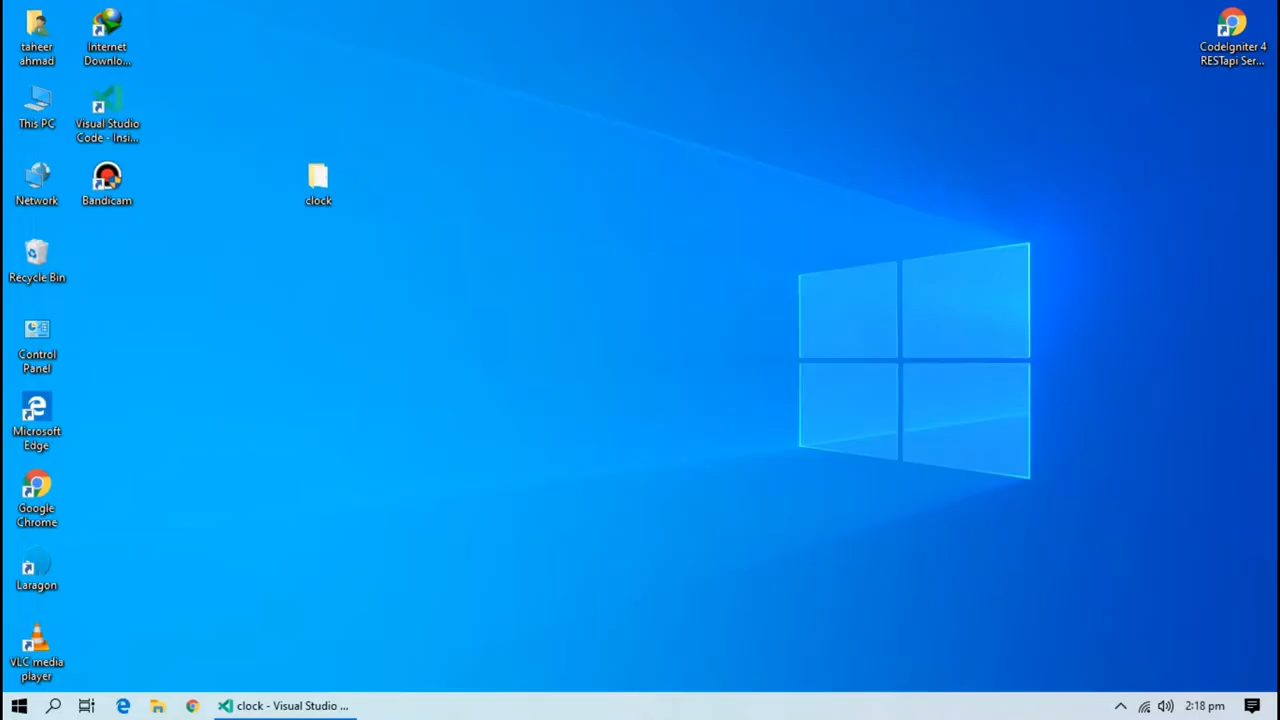 taheer
ahmad
Internet
Downlo...
CodeIgniter 4
RESTapi Ser...
This PC
Visual Studio
Code - Insi...
Network
Bandicam
clock
Recycle Bin
Control
Panel
Microsoft
Edge
Google
Chrome
Laragon
VLC media
player
clock - Visual Studio ...
2:18 pm